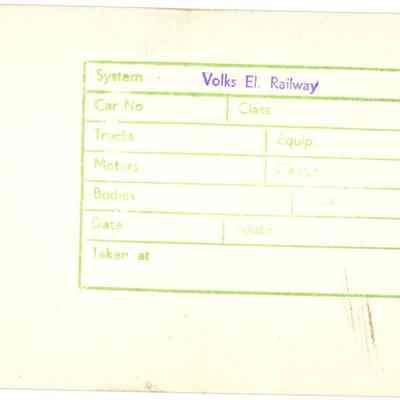 System Volks El. Railway
Car No Class
Trucks Equip
Motors
Bodies
Date
Taken at